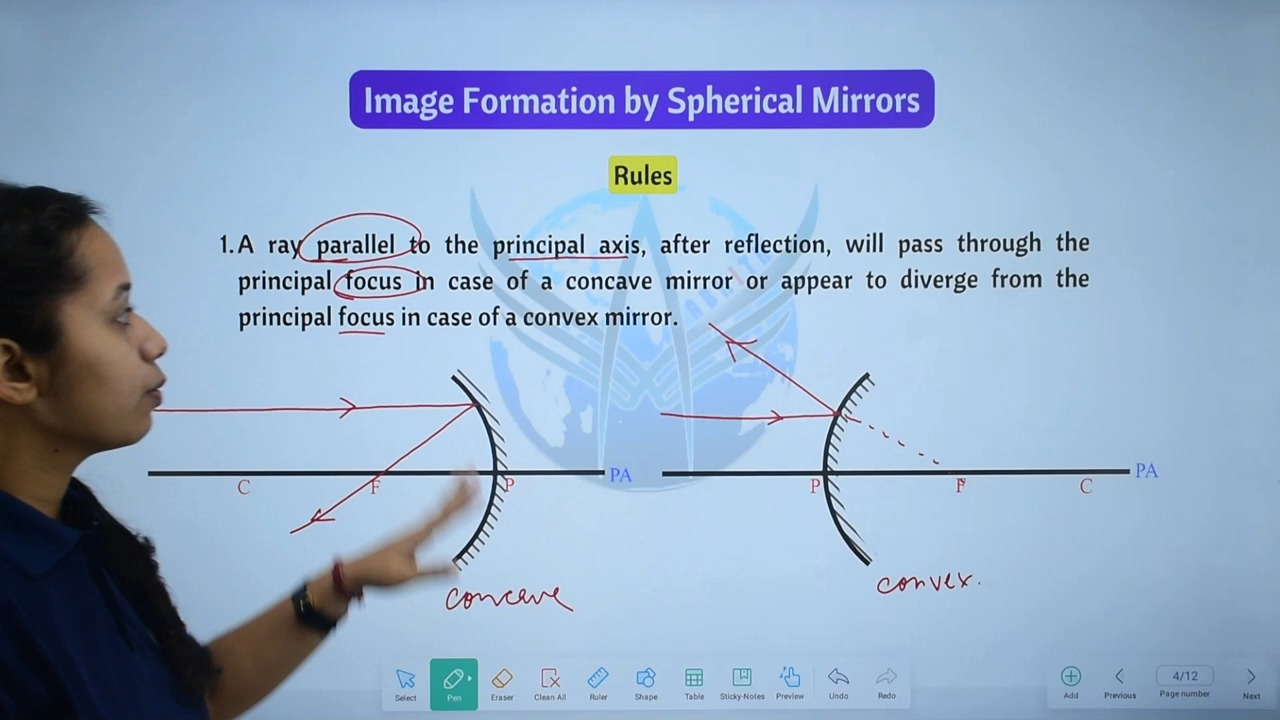 Image Formation by Spherical Mirrors
Rules
1. A ray parallel to the principal axis, after reflection, will pass through the
principal focus in case of a concave mirror or appear to diverge from the
principal focus in case of a convex mirror.
C F P PA
P F C PA
concave
convex.
Select Pen Eraser Clean All Ruler Shape Table Sticky-Notes Preview Undo Redo
Add Previous 4/12 Page number Next